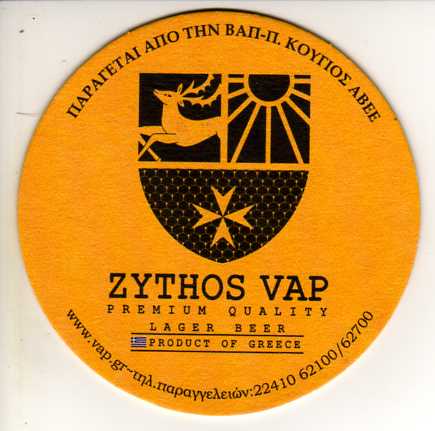 ΠΑΡΑΓΕΤΑΙ ΑΠΟ ΤΗΝ ΒΑΠ-Π. ΚΟΥΓΙΟΣ ΑΒΕΕ
ZYTHOS VAP
PREMIUM QUALITY
LAGER BEER
PRODUCT OF GREECE
www.vap.gr-τηλ.παραγγελειών:22410 62100/62700